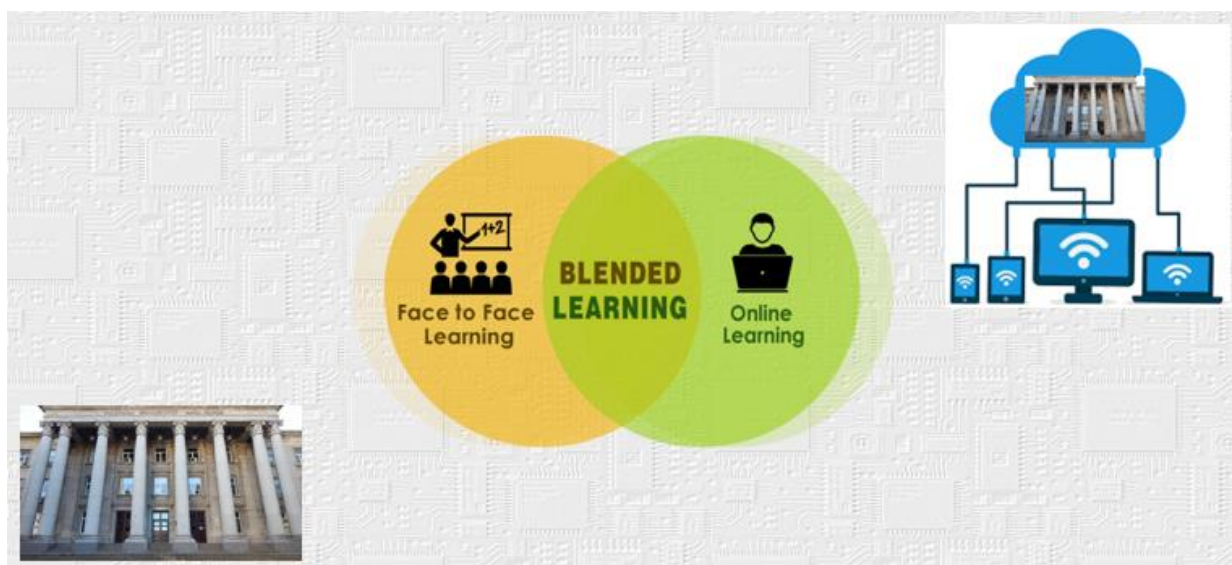 1+2
Face to Face
Learning
BLENDED
LEARNING
Online
Learning